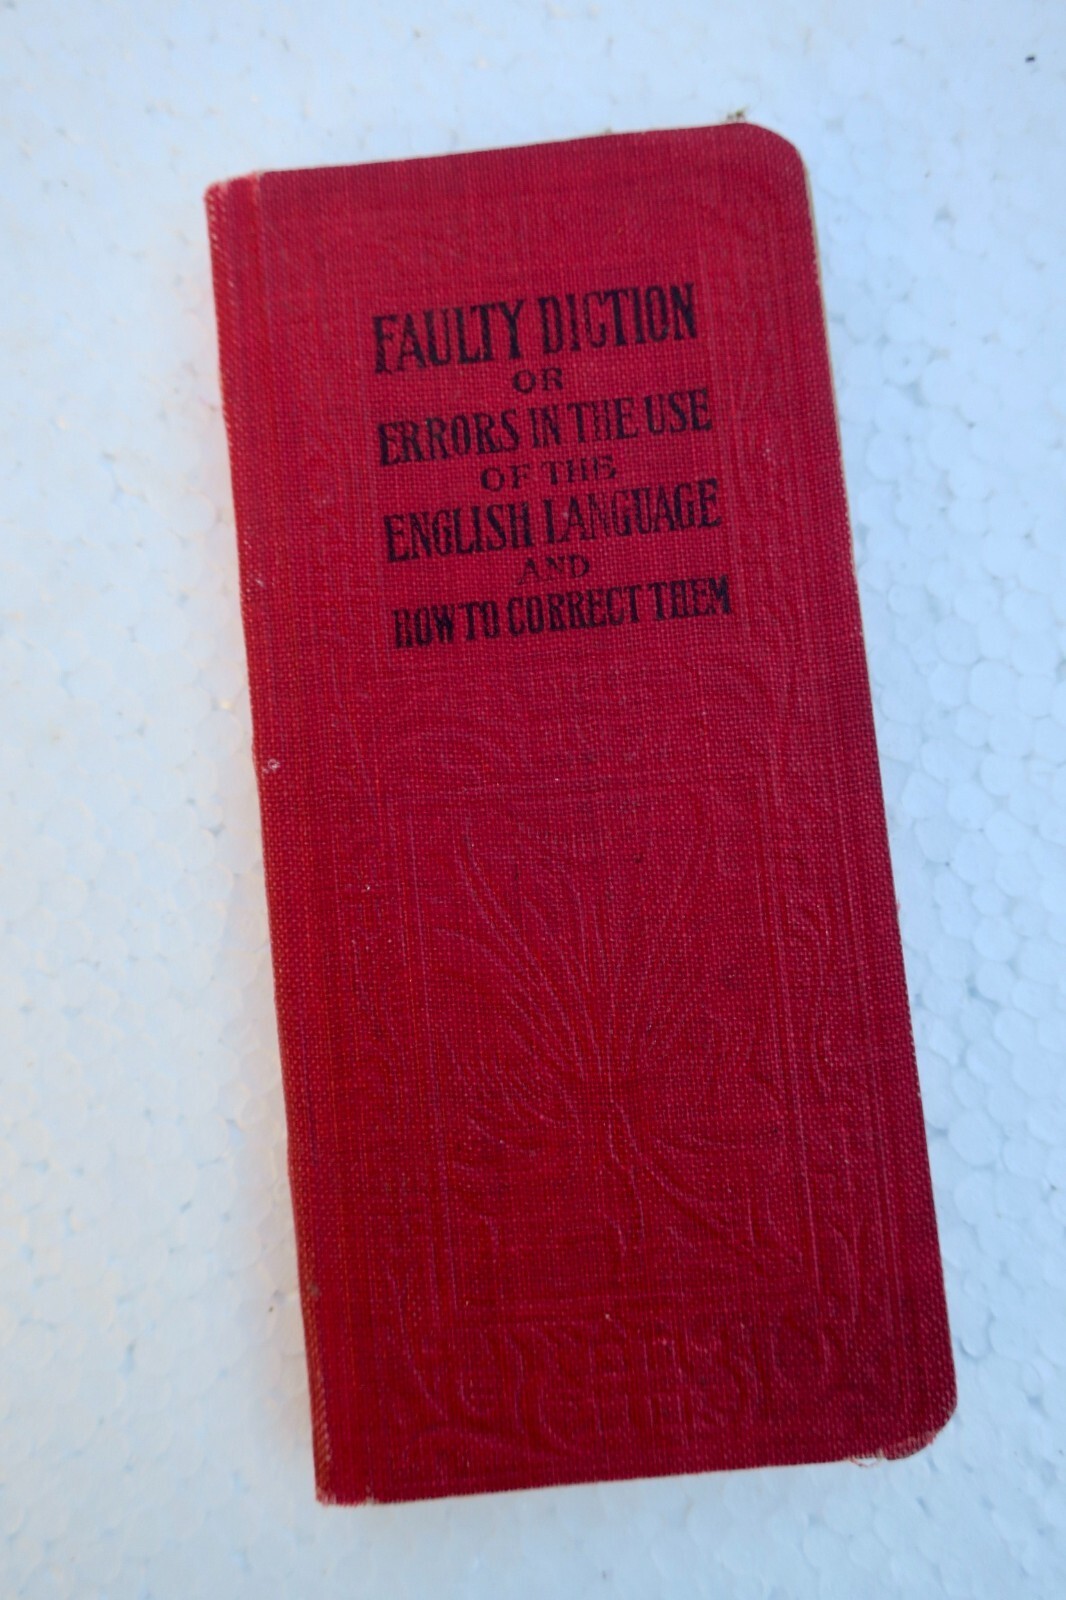 FAULTY DICTION
OR
ERRORS IN THE USE
OF THE
ENGLISH LANGUAGE
AND
HOW TO CORRECT THEM